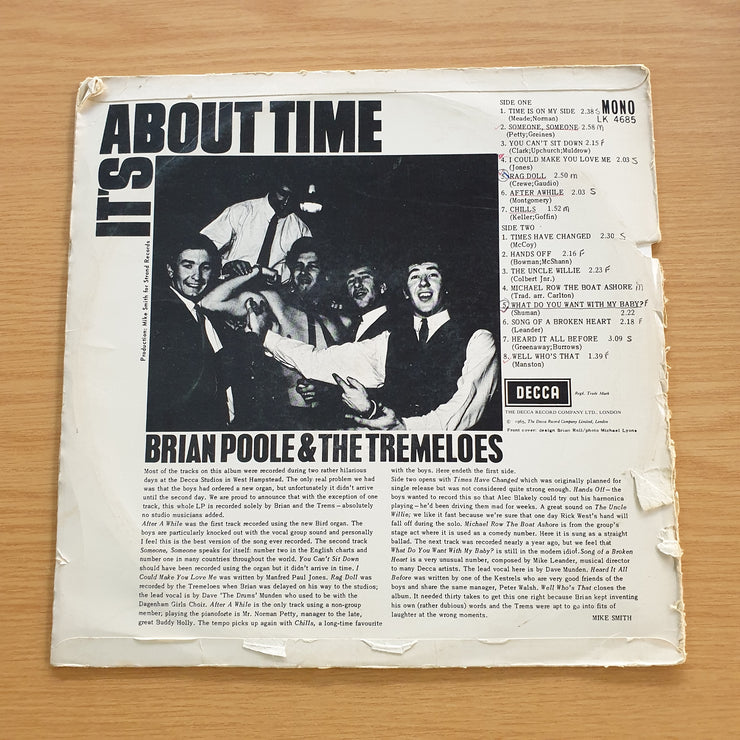 IT'S ABOUT TIME
SIDE ONE
MONO
LK 4685
1. TIME IS ON MY SIDE 2.38 S
(Meade;Norman)
2. SOMEONE, SOMEONE 2.58 m
(Petty;Greines)
3. YOU CAN'T SIT DOWN 2.15 F
(Clark;Upchurch;Muldrow)
4. I COULD MAKE YOU LOVE ME 2.03 S
(Jones)
5. RAG DOLL 2.50 m
(Crewe;Gaudio)
6. AFTER AWHILE 2.03 S
(Montgomery)
7. CHILLS 1.52 m
(Keller;Goffin)
SIDE TWO
1. TIMES HAVE CHANGED 2.30 S
(McCoy)
2. HANDS OFF 2.16 F
(Bowman;McShann)
3. THE UNCLE WILLIE 2.23 F
(Colbert Jnr.)
4. MICHAEL ROW THE BOAT ASHORE m
(Trad. arr. Carlton)
5. WHAT DO YOU WANT WITH MY BABY? F
(Shuman) 2.22
6. SONG OF A BROKEN HEART 2.18 F
(Leander)
7. HEARD IT ALL BEFORE 3.09 S
(Greenaway;Burrows)
8. WELL WHO'S THAT 1.39 F
(Manston)
DECCA
Regd. Trade Mark
THE DECCA RECORD COMPANY LTD., LONDON
© 1965, The Decca Record Company Limited, London
Front cover: design Brian Roll/photo Michael Lyons
Production: Mike Smith for Strand Records
BRIAN POOLE & THE TREMELOES
Most of the tracks on this album were recorded during two rather hilarious
days at the Decca Studios in West Hampstead. The only real problem we had
was that the boys had ordered a new organ, but unfortunately it didn't arrive
until the second day. We are proud to announce that with the exception of one
track, this whole LP is recorded solely by Brian and the Trems—absolutely
no studio musicians added.
After A While was the first track recorded using the new Bird organ. The
boys are particularly knocked out with the vocal group sound and personally
I feel this is the best version of the song ever recorded. The second track
Someone, Someone speaks for itself: number two in the English charts and
number one in many countries throughout the world. You Can't Sit Down
should have been recorded using the organ but it didn't arrive in time. I
Could Make You Love Me was written by Manfred Paul Jones. Rag Doll was
recorded by the Tremeloes when Brian was delayed on his way to the studios;
the lead vocal is by Dave 'The Drums' Munden who used to be with the
Dagenham Girls Choir. After A While is the only track using a non-group
member; playing the pianoforte is Mr. Norman Petty, manager to the late,
great Buddy Holly. The tempo picks up again with Chills, a long-time favourite
with the boys. Here endeth the first side.
Side two opens with Times Have Changed which was originally planned for
single release but was not considered quite strong enough. Hands Off—the
boys wanted to record this so that Alec Blakely could try out his harmonica
playing—he'd been driving them mad for weeks. A great sound on The Uncle
Willie; we like it fast because we're sure that one day Rick West's hand will
fall off during the solo. Michael Row The Boat Ashore is from the group's
stage act where it is used as a comedy number. Here it is sung as a straight
ballad. The next track was recorded nearly a year ago, but we feel that
What Do You Want With My Baby? is still in the modern idiof-Song of a Broken
Heart is a very unusual number, composed by Mike Leander, musical director
to many Decca artists. The lead vocal here is by Dave Munden. Heard It All
Before was written by one of the Kestrels who are very good friends of the
boys and share the same manager, Peter Walsh. Well Who's That closes the
album. It needed thirty takes to get this one right because Brian kept inventing
his own (rather dubious) words and the Trems were apt to go into fits of
laughter at the wrong moments.
MIKE SMITH